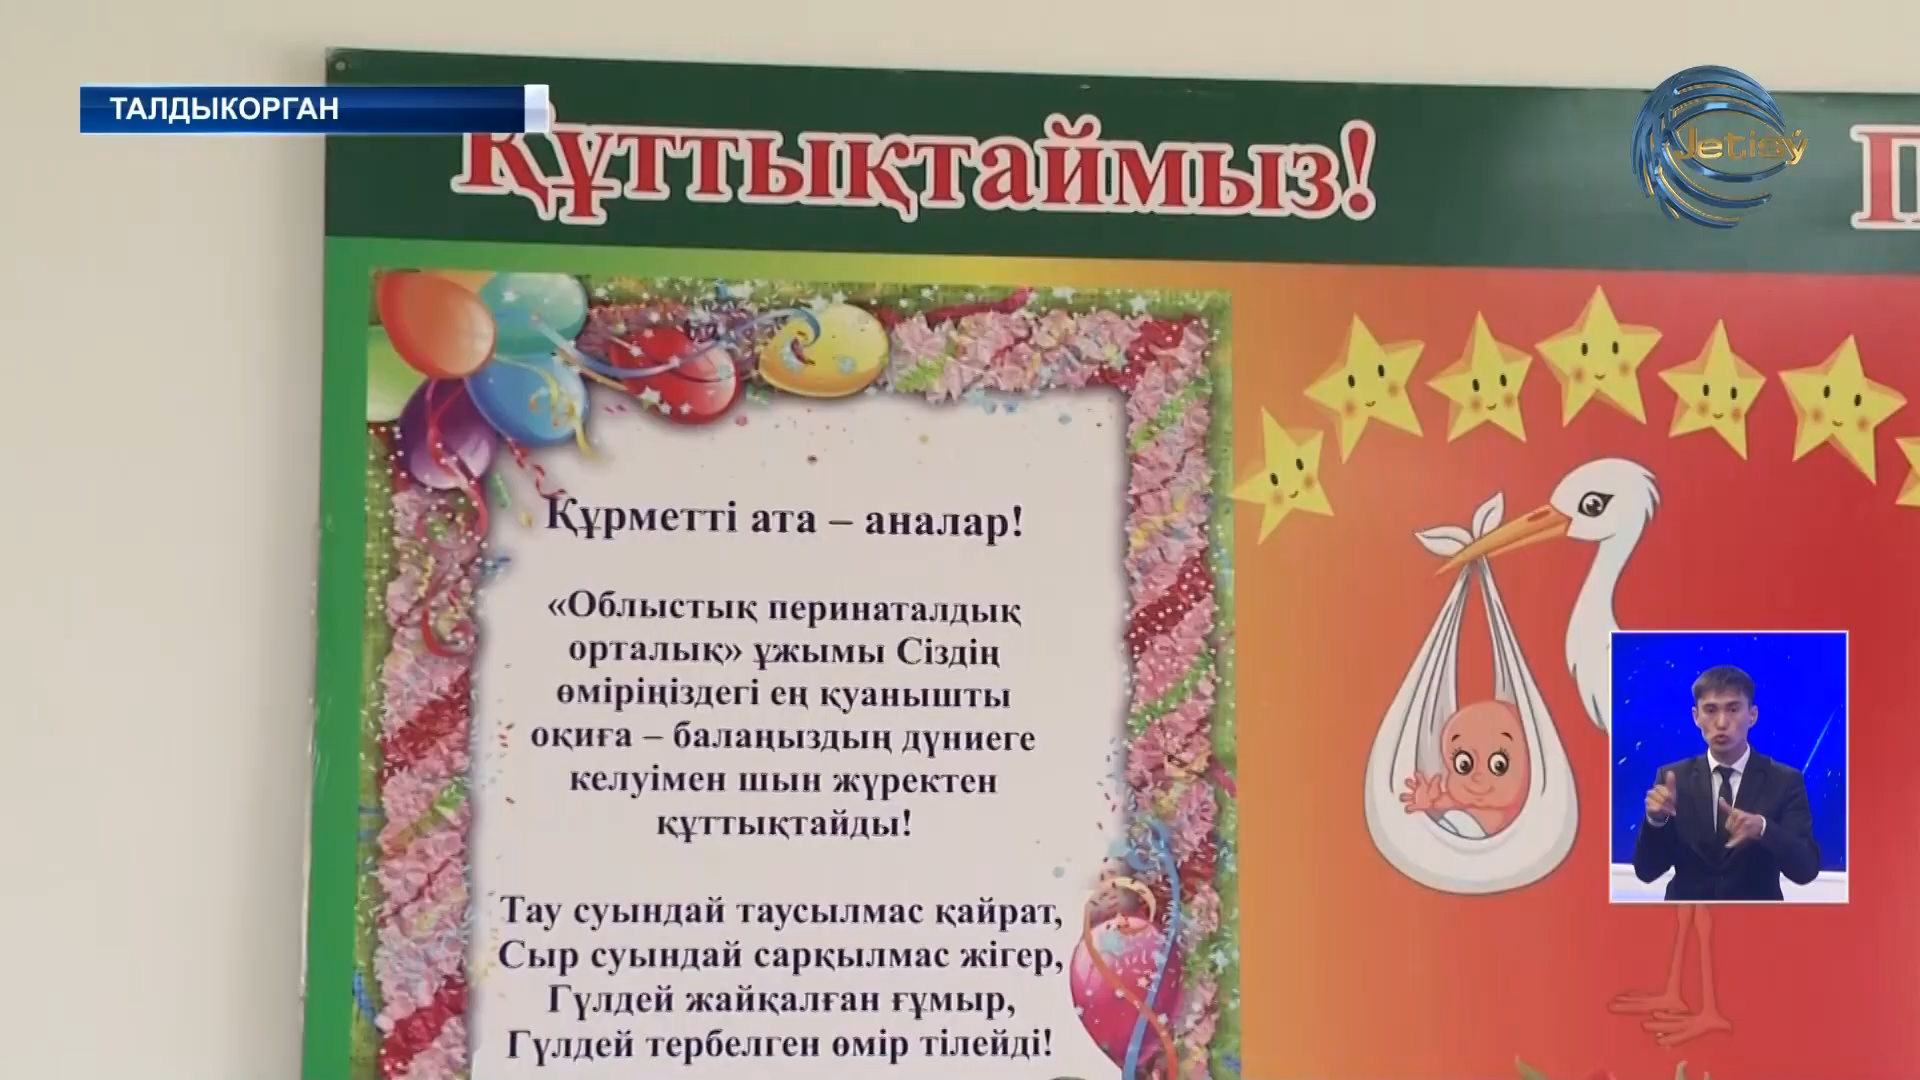 ТАЛДЫКОРГАН
Jetisý
Құттықтаймыз!
П
Құрметті ата – аналар!
«Облыстық перинаталдық
орталық» ұжымы Сіздің
өміріңіздегі ең қуанышты
оқиға – балаңыздың дүниеге
келуімен шын жүректен
құттықтайды!
Тау суындай таусылмас қайрат,
Сыр суындай сарқылмас жігер,
Гүлдей жайқалған ғұмыр,
Гүлдей тербелген өмір тілейді!